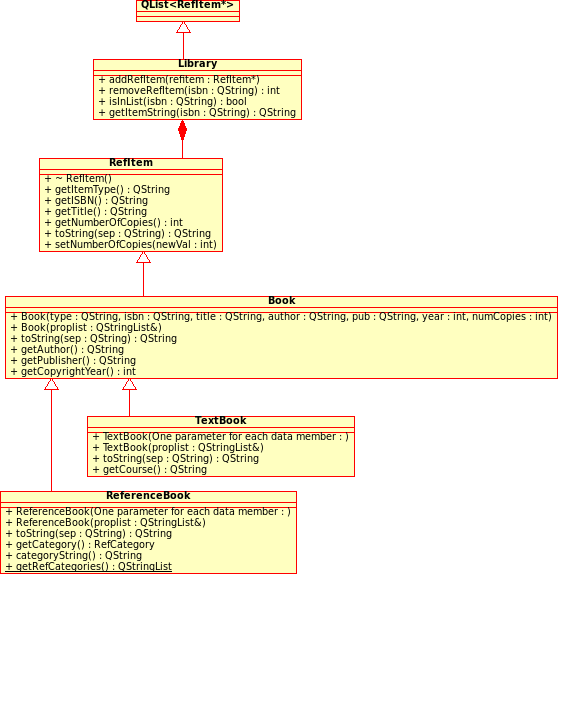 QList<RefItem*>
Library
+ addRefItem(refitem : RefItem*)
+ removeRefItem(isbn : QString) : int
+ isInList(isbn : QString) : bool
+ getItemString(isbn : QString) : QString
RefItem
+ ~ RefItem()
+ getItemType() : QString
+ getISBN() : QString
+ getTitle() : QString
+ getNumberOfCopies() : int
+ toString(sep : QString) : QString
+ setNumberOfCopies(newVal : int)
Book
+ Book(type : QString, isbn : QString, title : QString, author : QString, pub : QString, year : int, numCopies : int)
+ Book(proplist : QStringList&)
+ toString(sep : QString) : QString
+ getAuthor() : QString
+ getPublisher() : QString
+ getCopyrightYear() : int
TextBook
+ TextBook(One parameter for each data member : )
+ TextBook(proplist : QStringList&)
+ toString(sep : QString) : QString
+ getCourse() : QString
ReferenceBook
+ ReferenceBook(One parameter for each data member : )
+ ReferenceBook(proplist : QStringList&)
+ toString(sep : QString) : QString
+ getCategory() : RefCategory
+ categoryString() : QString
+ getRefCategories() : QStringList